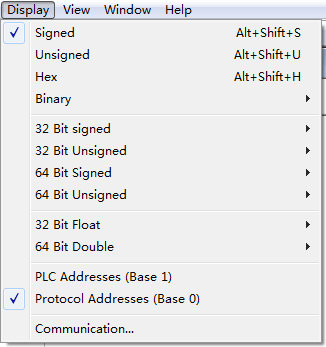 Display View Window Help
Signed Alt+Shift+S
Unsigned Alt+Shift+U
Hex Alt+Shift+H
Binary
32 Bit signed
32 Bit Unsigned
64 Bit Signed
64 Bit Unsigned
32 Bit Float
64 Bit Double
PLC Addresses (Base 1)
Protocol Addresses (Base 0)
Communication...